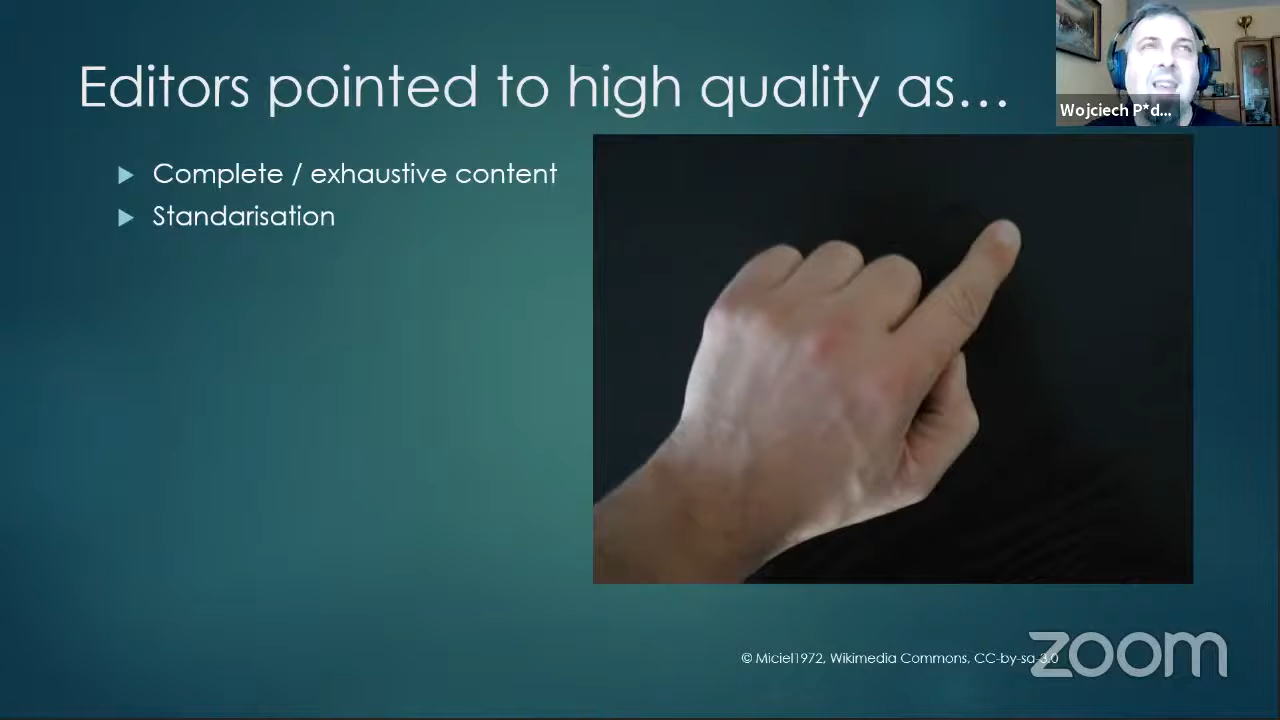 Editors pointed to high quality as...
Wojciech P*d...
Complete / exhaustive content
Standarisation
© Miciel1972, Wikimedia Commons, CC-by-sa-3.0
zoom